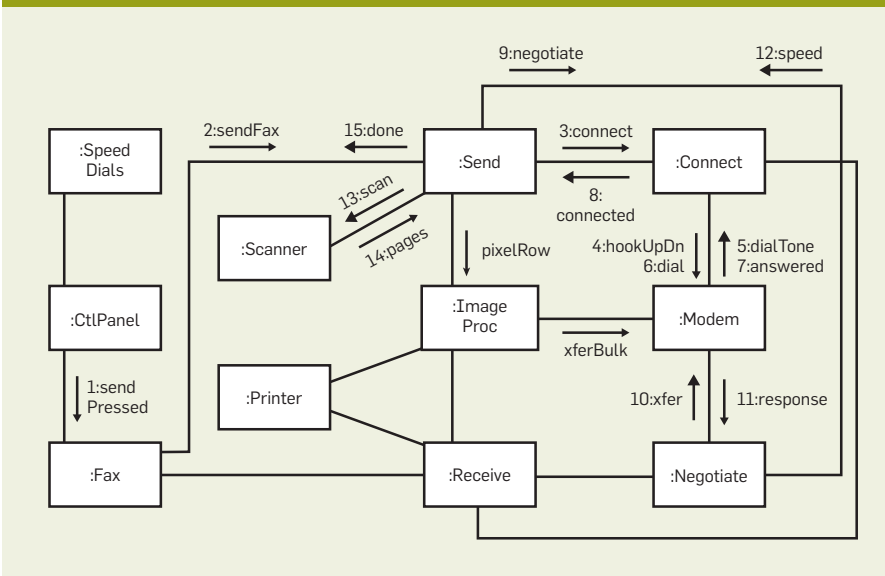 9:negotiate
12:speed
2:sendFax
15:done
3:connect
:Speed
Dials
:Send
:Connect
13:scan
8:
connected
:Scanner
14:pages
pixelRow
4:hookUpDn
6:dial
5:dialTone
7:answered
:CtlPanel
:Image
Proc
:Modem
xferBulk
1:send
Pressed
:Printer
10:xfer
11:response
:Fax
:Receive
:Negotiate